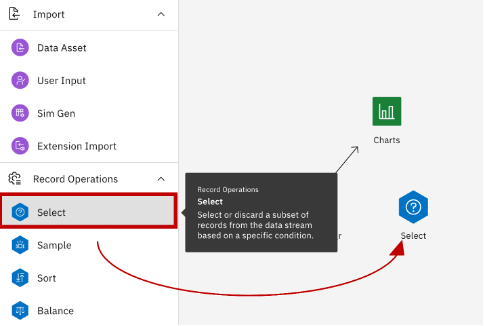 Import
Data Asset
User Input
Sim Gen
Extension Import
Record Operations
Select
Sample
Sort
Balance
Record Operations
Select
Select or discard a subset of
records from the data stream
based on a specific condition.
Charts
Select